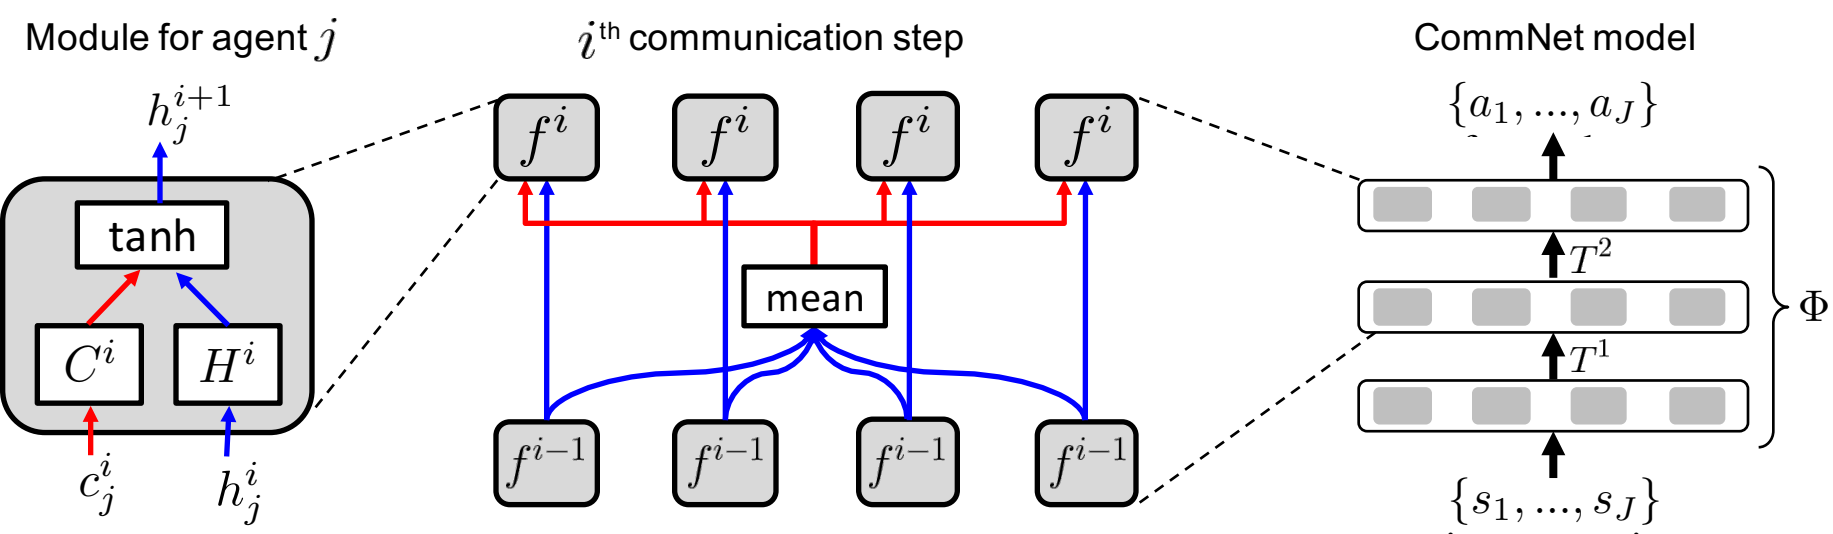 Module for agent j
h_j^{i+1}
tanh
C^i H^i
c_j^i h_j^i
i^{th} communication step
f^i f^i f^i f^i
mean
f^{i-1} f^{i-1} f^{i-1} f^{i-1}
CommNet model
{a_1, ..., a_J}
T^2
T^1
Φ
{s_1, ..., s_J}